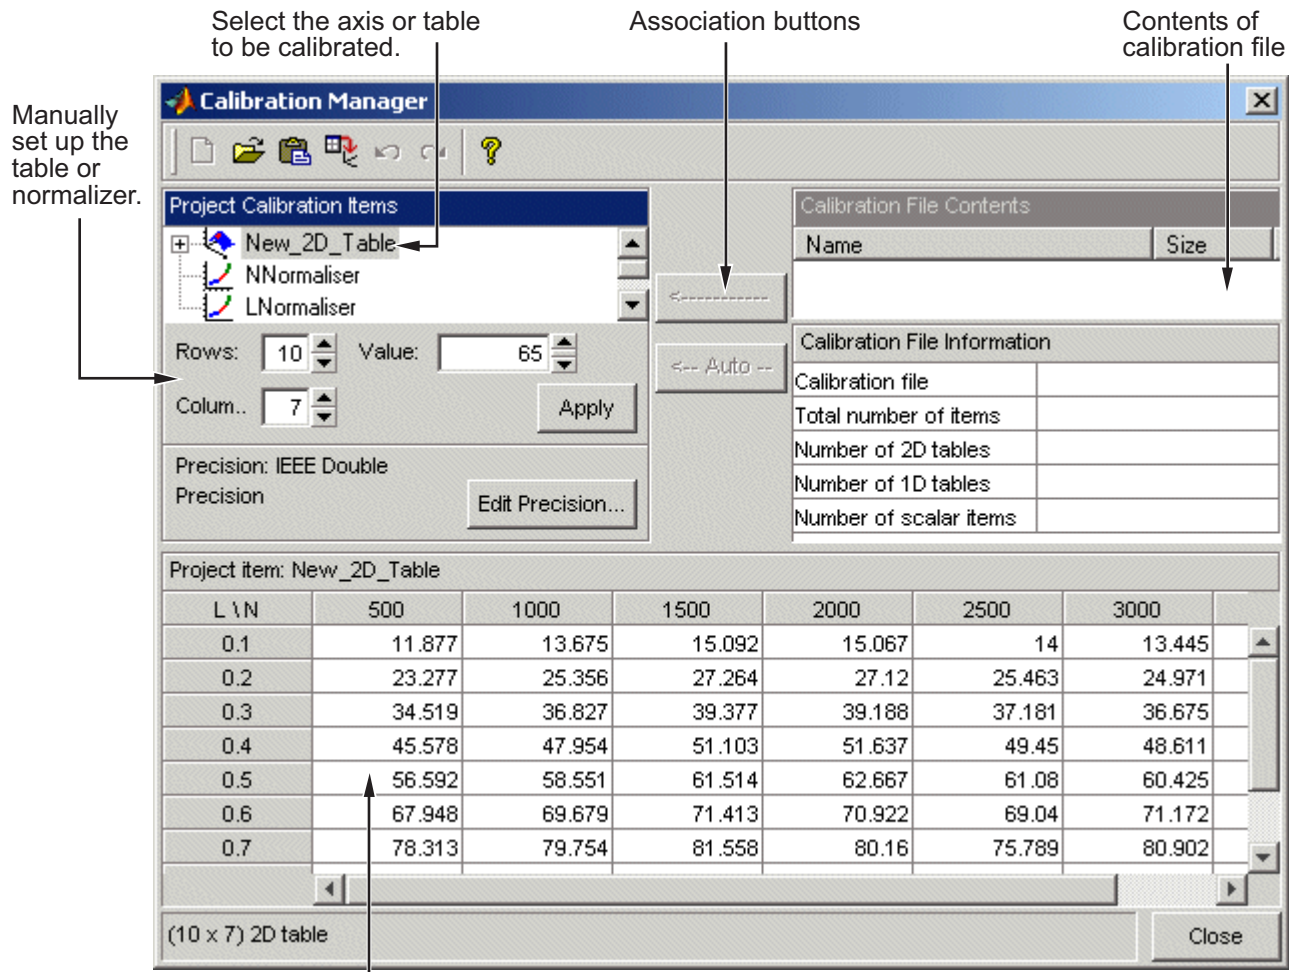 Select the axis or table
to be calibrated.
Association buttons
Contents of
calibration file
Manually
set up the
table or
normalizer.
Calibration Manager
Project Calibration Items
New_2D_Table
NNormaliser
LNormaliser
Rows: 10 Value: 65
Colum.. 7 Apply
Precision: IEEE Double
Precision
Edit Precision...
<-----------
<-- Auto --
Calibration File Contents
Name Size
Calibration File Information
Calibration file
Total number of items
Number of 2D tables
Number of 1D tables
Number of scalar items
Project item: New_2D_Table
L \ N 500 1000 1500 2000 2500 3000
0.1 11.877 13.675 15.092 15.067 14 13.445
0.2 23.277 25.356 27.264 27.12 25.463 24.971
0.3 34.519 36.827 39.377 39.188 37.181 36.675
0.4 45.578 47.954 51.103 51.637 49.45 48.611
0.5 56.592 58.551 61.514 62.667 61.08 60.425
0.6 67.948 69.679 71.413 70.922 69.04 71.172
0.7 78.313 79.754 81.558 80.16 75.789 80.902
(10 x 7) 2D table
Close